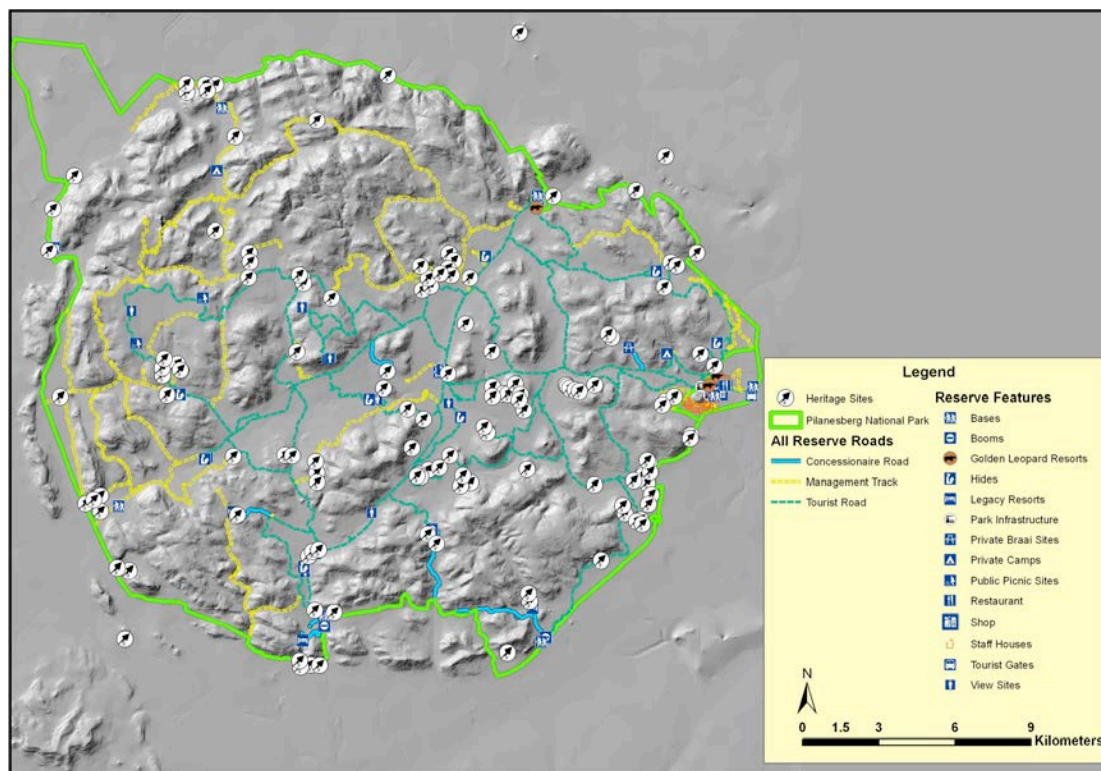 Legend
Heritage Sites
Pilanesberg National Park
All Reserve Roads
Concessionaire Road
Management Track
Tourist Road
Reserve Features
Bases
Booms
Golden Leopard Resorts
Hides
Legacy Resorts
Park Infrastructure
Private Braai Sites
Private Camps
Public Picnic Sites
Restaurant
Shop
Staff Houses
Tourist Gates
View Sites
N
0 1.5 3 6 9
Kilometers